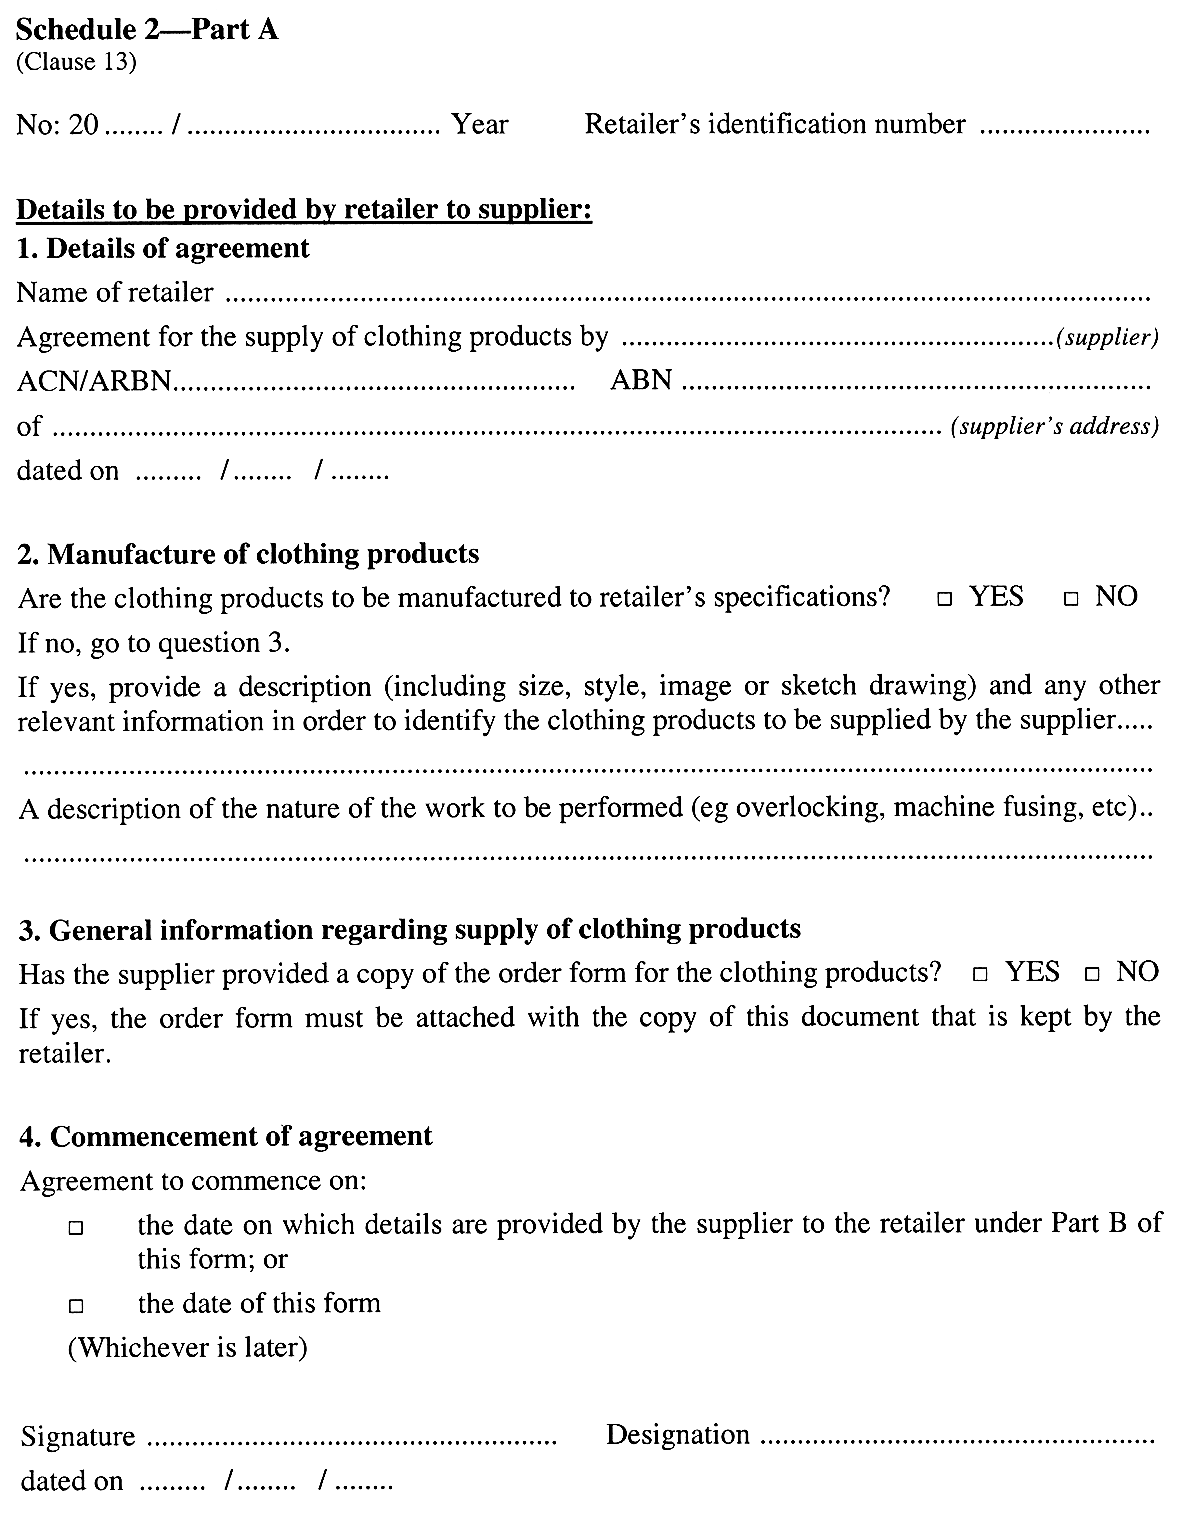 Schedule 2—Part A
(Clause 13)
No: 20 ........ / .................................. Year Retailer's identification number .......................
Details to be provided by retailer to supplier:
1. Details of agreement
Name of retailer ............................................................................................................................
Agreement for the supply of clothing products by ..........................................................(supplier)
ACN/ARBN...................................................... ABN ...............................................................
of ....................................................................................................................... (supplier's address)
dated on ......... /........ / ........
2. Manufacture of clothing products
Are the clothing products to be manufactured to retailer's specifications? □ YES □ NO
If no, go to question 3.
If yes, provide a description (including size, style, image or sketch drawing) and any other
relevant information in order to identify the clothing products to be supplied by the supplier.....
.......................................................................................................................................................
A description of the nature of the work to be performed (eg overlocking, machine fusing, etc)..
.......................................................................................................................................................
3. General information regarding supply of clothing products
Has the supplier provided a copy of the order form for the clothing products? □ YES □ NO
If yes, the order form must be attached with the copy of this document that is kept by the
retailer.
4. Commencement of agreement
Agreement to commence on:
□ the date on which details are provided by the supplier to the retailer under Part B of
this form; or
□ the date of this form
(Whichever is later)
Signature ....................................................... Designation .....................................................
dated on ......... /........ / ........